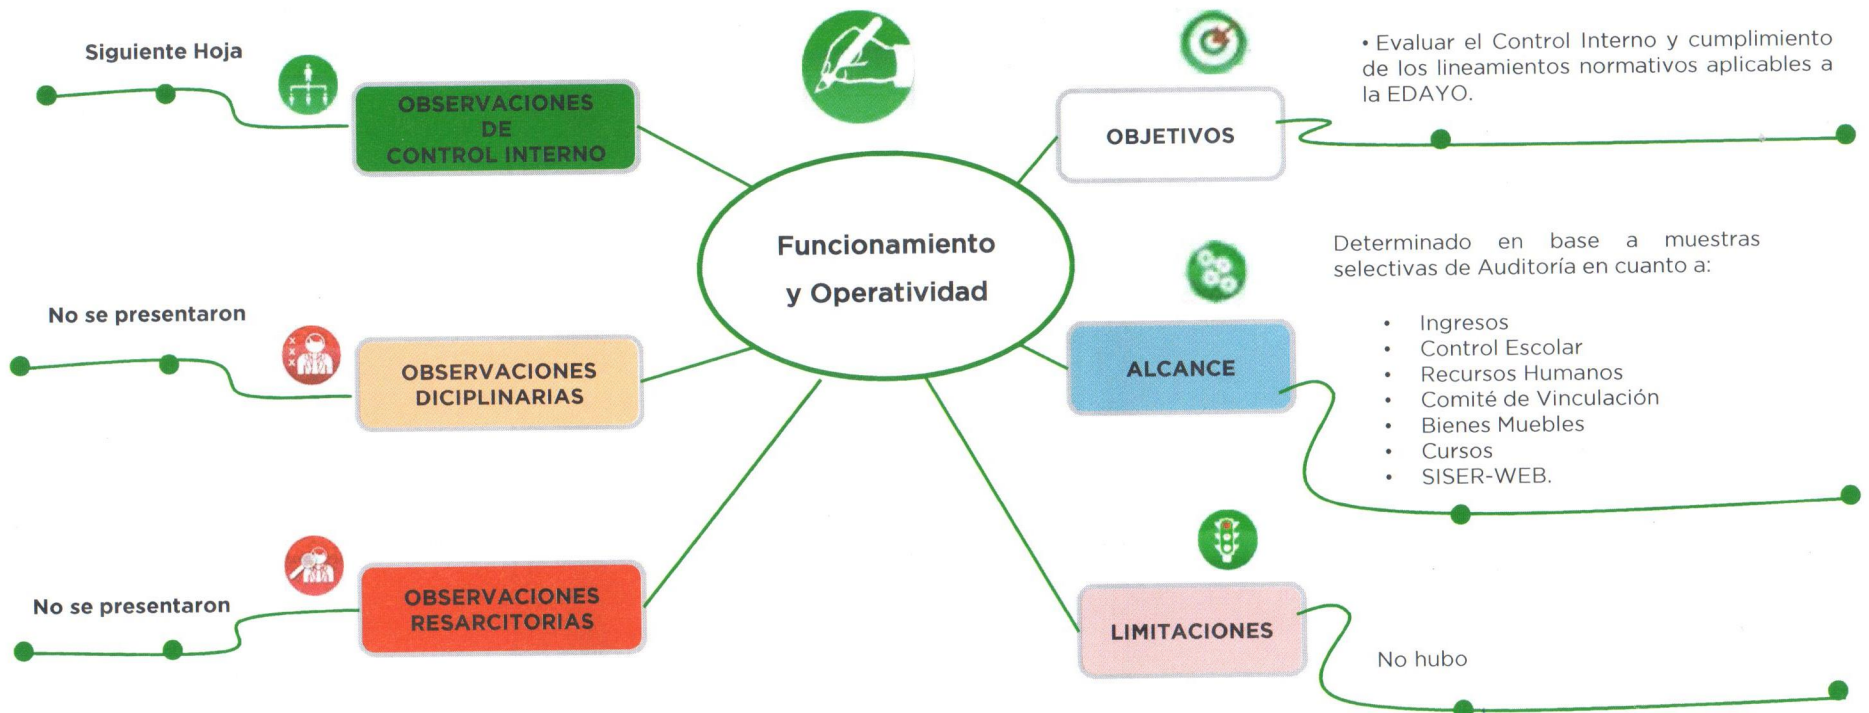 Siguiente Hoja
OBSERVACIONES
DE
CONTROL INTERNO
No se presentaron
OBSERVACIONES
DICIPLINARIAS
No se presentaron
OBSERVACIONES
RESARCITORIAS
Funcionamiento
y Operatividad
OBJETIVOS
• Evaluar el Control Interno y cumplimiento
de los lineamientos normativos aplicables a
la EDAYO.
ALCANCE
Determinado en base a muestras
selectivas de Auditoría en cuanto a:
• Ingresos
• Control Escolar
• Recursos Humanos
• Comité de Vinculación
• Bienes Muebles
• Cursos
• SISER-WEB.
LIMITACIONES
No hubo